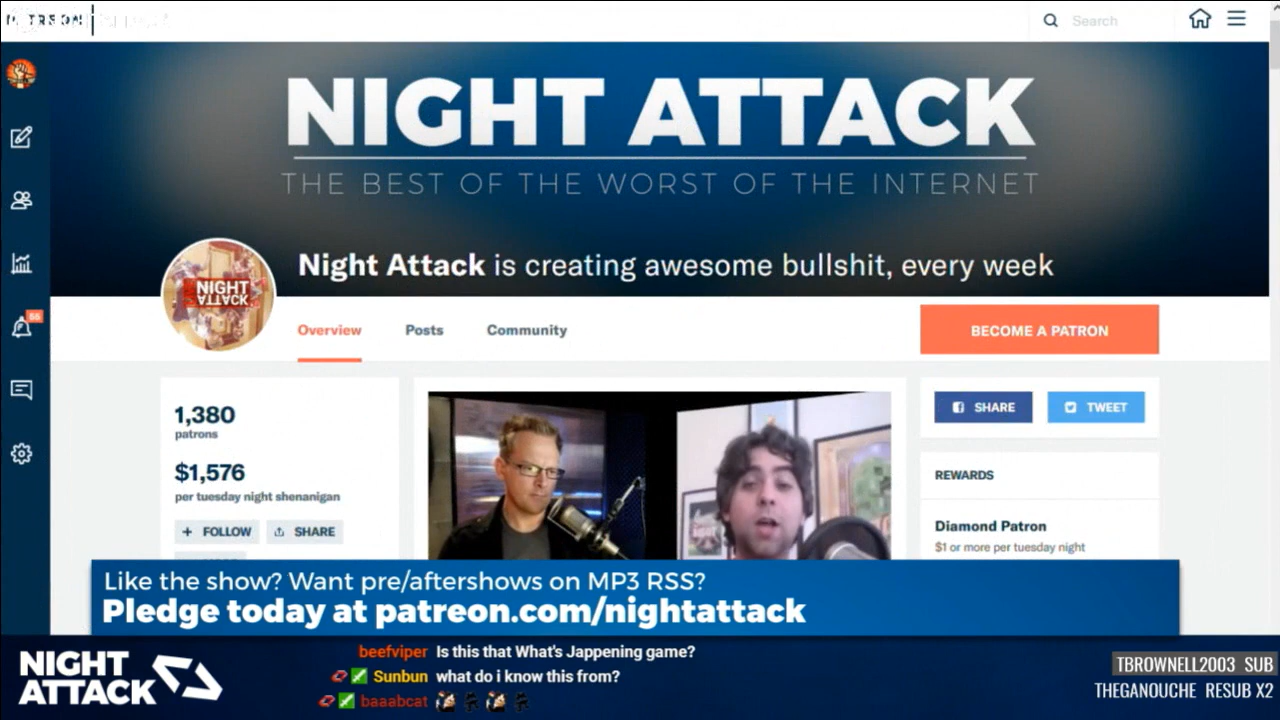 Search
NIGHT ATTACK
THE BEST OF THE WORST OF THE INTERNET
NIGHT
ATTACK
Night Attack is creating awesome bullshit, every week
66
Overview
Posts
Community
BECOME A PATRON
1,380
patrons
$1,576
per tuesday night shenanigan
+ FOLLOW
SHARE
SHARE
TWEET
REWARDS
Diamond Patron
$1 or more per tuesday night
Like the show? Want pre/aftershows on MP3 RSS?
Pledge today at patreon.com/nightattack
NIGHT
ATTACK
beefviper Is this that What's Jappening game?
Sunbun what do i know this from?
baaabcat
TBROWNELL2003 SUB
THEGANOUCHE RESUB X2